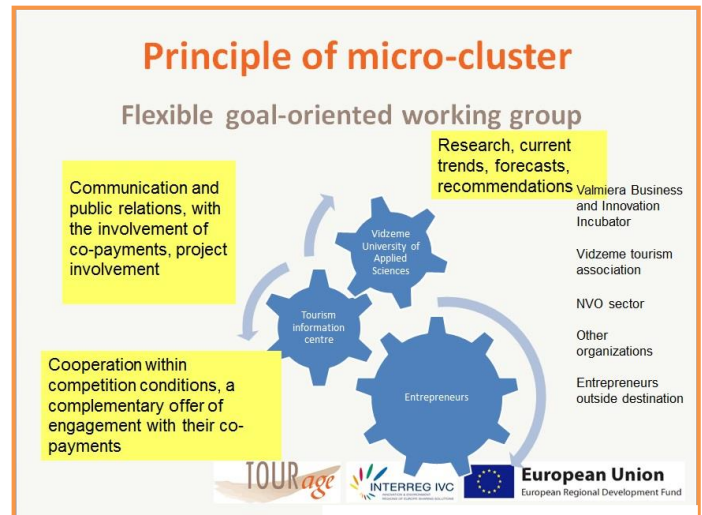 Principle of micro-cluster
Flexible goal-oriented working group
Research, current
trends, forecasts,
recommendations
Communication and
public relations, with
the involvement of
co-payments, project
involvement
Valmiera Business
and Innovation
Incubator
Vidzeme tourism
association
NVO sector
Other
organizations
Entrepreneurs
outside destination
Vidzeme
University of
Applied
Sciences
Tourism
information
centre
Entrepreneurs
Cooperation within
competition conditions, a
complementary offer of
engagement with their co-
payments
TOURage
INTERREG IVC
European Union
European Regional Development Fund